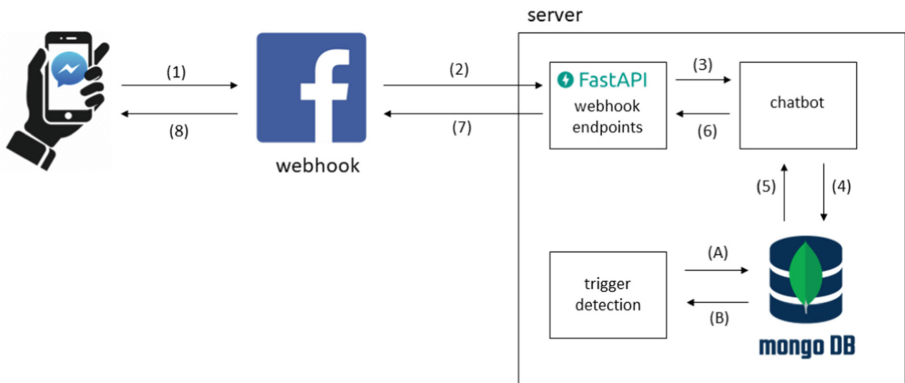 server
(1)
(2)
FastAPI
(3)
webhook
endpoints
chatbot
(8)
(7)
(6)
webhook
(5)
(4)
trigger
detection
(A)
(B)
mongo DB